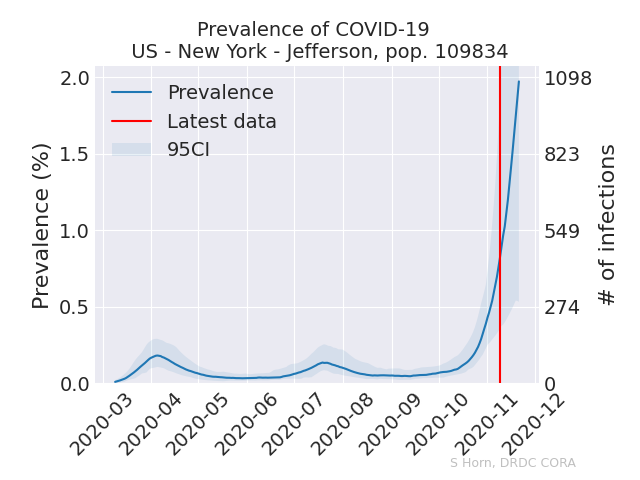 Prevalence of COVID-19
US - New York - Jefferson, pop. 109834
Prevalence
Latest data
95CI
Prevalence (%)
2.0
1.5
1.0
0.5
0.0
# of infections
1098
823
549
274
0
2020-03
2020-04
2020-05
2020-06
2020-07
2020-08
2020-09
2020-10
2020-11
2020-12
S Horn, DRDC CORA